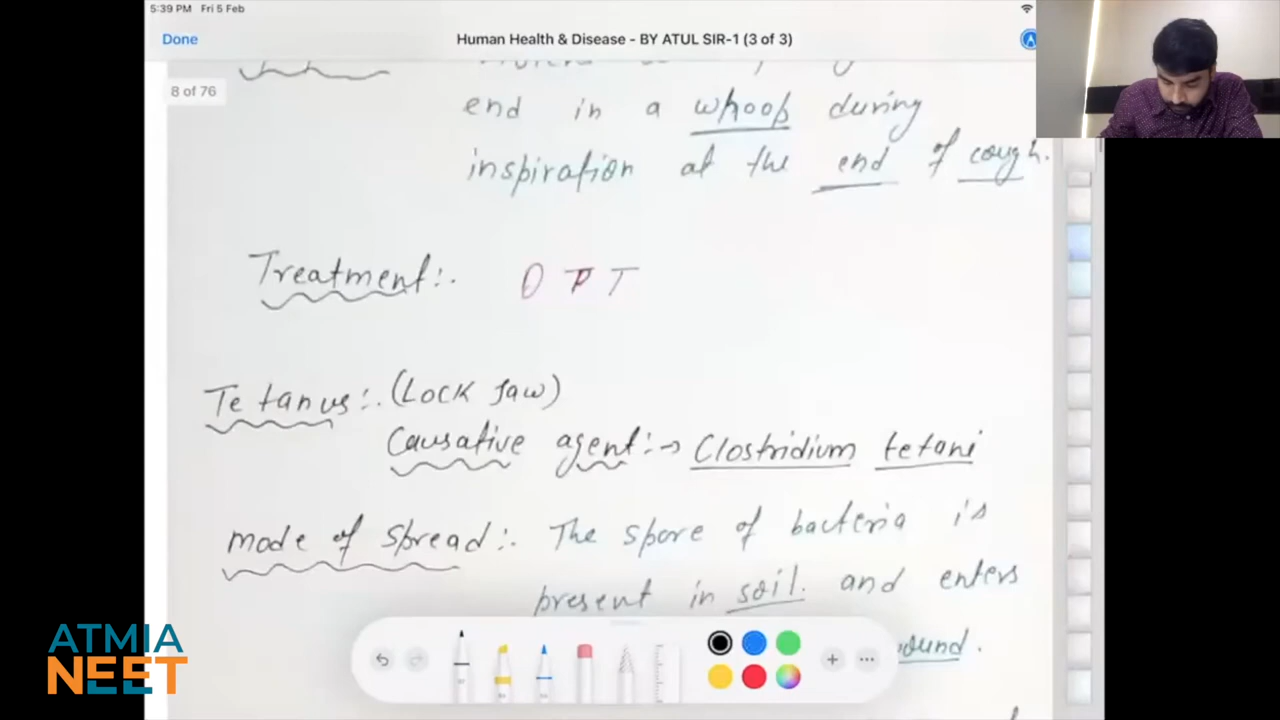 5:39 PM Fri 5 Feb
Done
Human Health & Disease - BY ATUL SIR-1 (3 of 3)
8 of 76
end in a whoop during
inspiration at the end of cough.
Treatment:. D P T
Tetanus:. (Lock Jaw)
Causative agent:→ Clostridium tetani
mode of spread:. The spore of bacteria is
present in soil. and enters
ound.
ATMIA
NEET